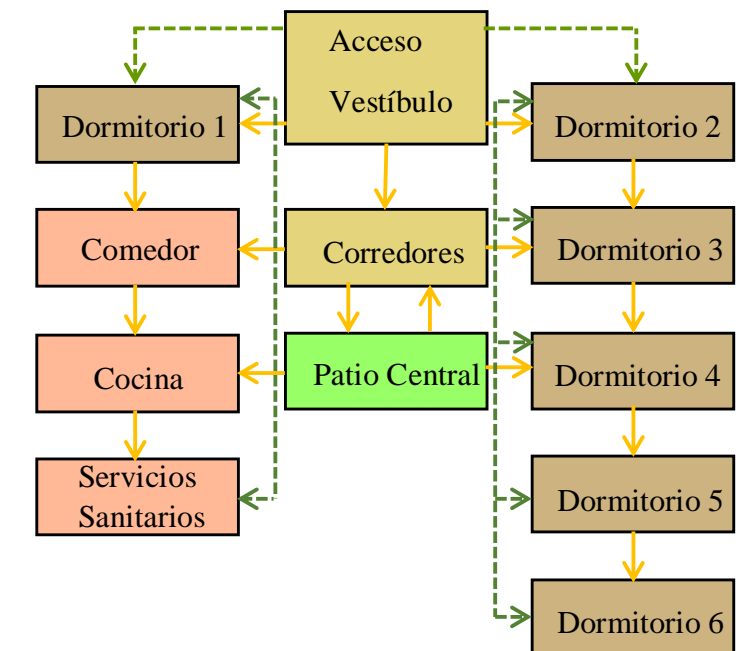 Acceso
Vestíbulo
Dormitorio 1
Dormitorio 2
Comedor
Corredores
Dormitorio 3
Cocina
Patio Central
Dormitorio 4
Servicios
Sanitarios
Dormitorio 5
Dormitorio 6